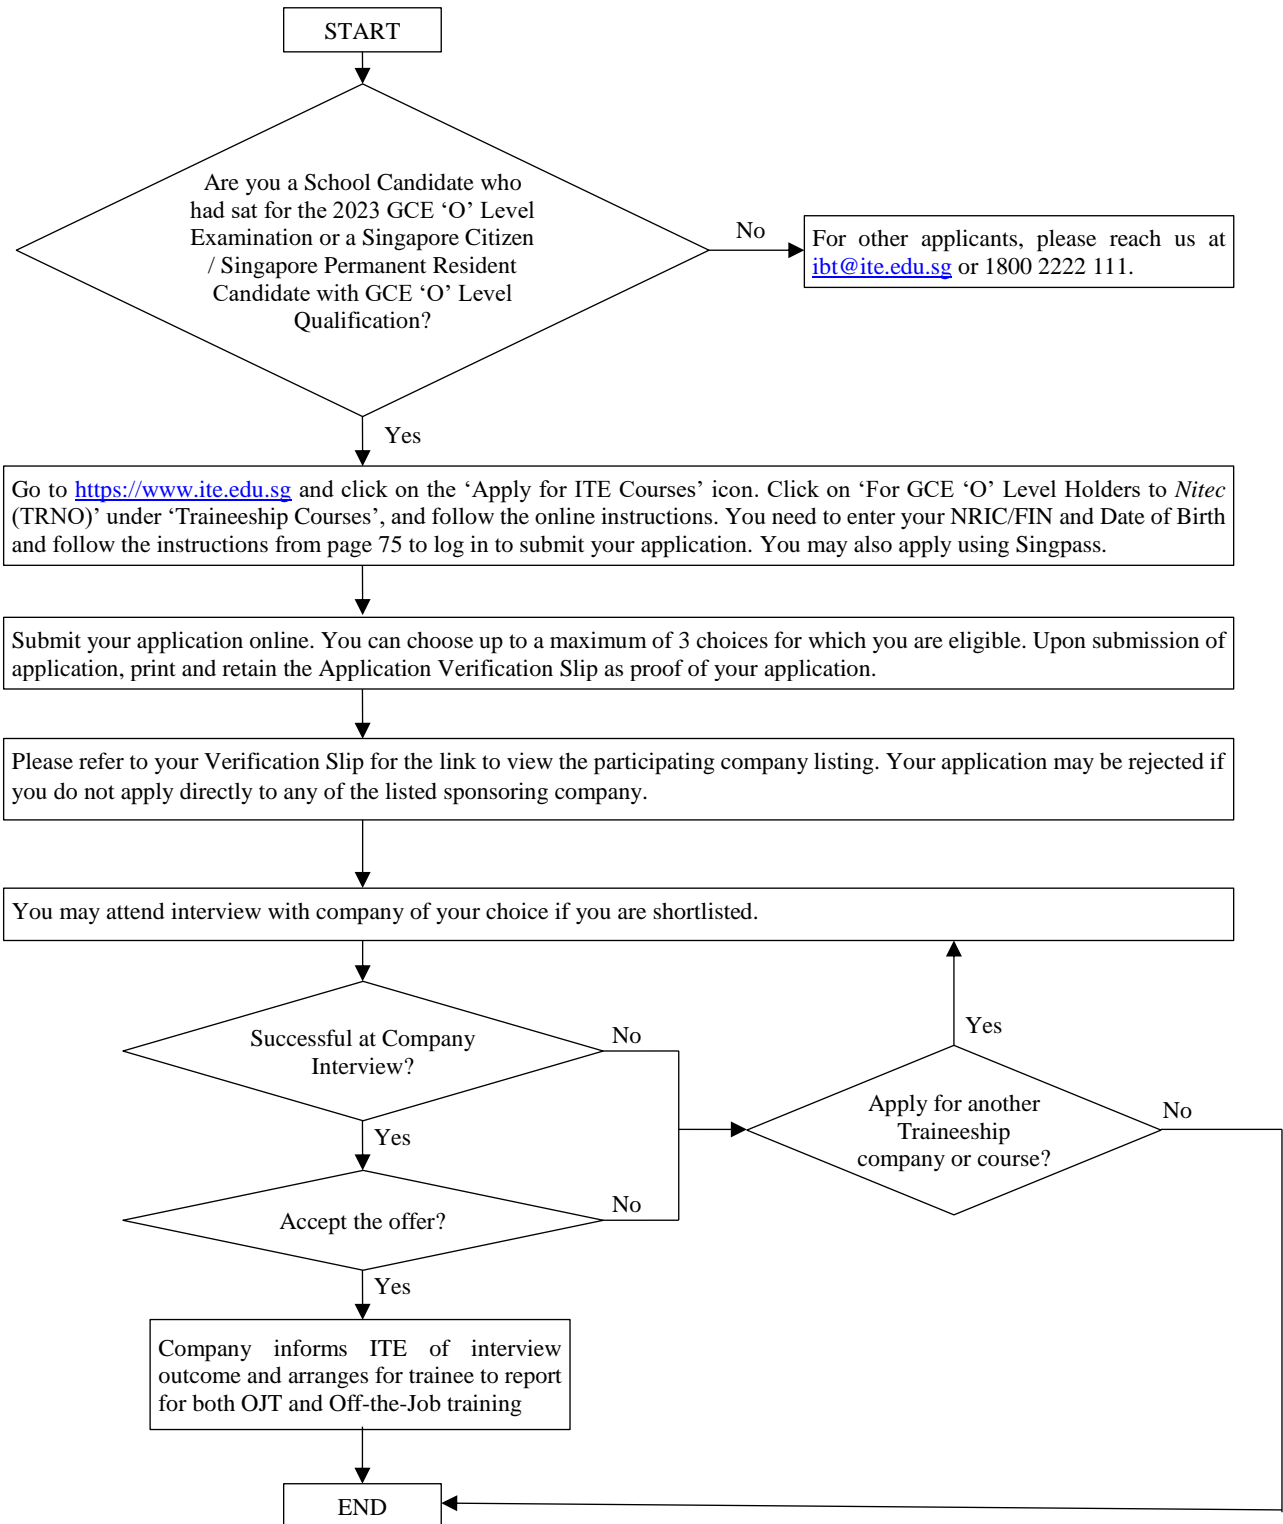 START
Are you a School Candidate who
had sat for the 2023 GCE ‘O’ Level
Examination or a Singapore Citizen
/ Singapore Permanent Resident
Candidate with GCE ‘O’ Level
Qualification?
No
For other applicants, please reach us at
ibt@ite.edu.sg or 1800 2222 111.
Yes
Go to https://www.ite.edu.sg and click on the ‘Apply for ITE Courses’ icon. Click on ‘For GCE ‘O’ Level Holders to Nitec
(TRNO)’ under ‘Traineeship Courses’, and follow the online instructions. You need to enter your NRIC/FIN and Date of Birth
and follow the instructions from page 75 to log in to submit your application. You may also apply using Singpass.
Submit your application online. You can choose up to a maximum of 3 choices for which you are eligible. Upon submission of
application, print and retain the Application Verification Slip as proof of your application.
Please refer to your Verification Slip for the link to view the participating company listing. Your application may be rejected if
you do not apply directly to any of the listed sponsoring company.
You may attend interview with company of your choice if you are shortlisted.
Successful at Company
Interview?
No
Yes
Accept the offer?
No
Yes
Apply for another
Traineeship
company or course?
Yes
No
Company informs ITE of interview
outcome and arranges for trainee to report
for both OJT and Off-the-Job training
END